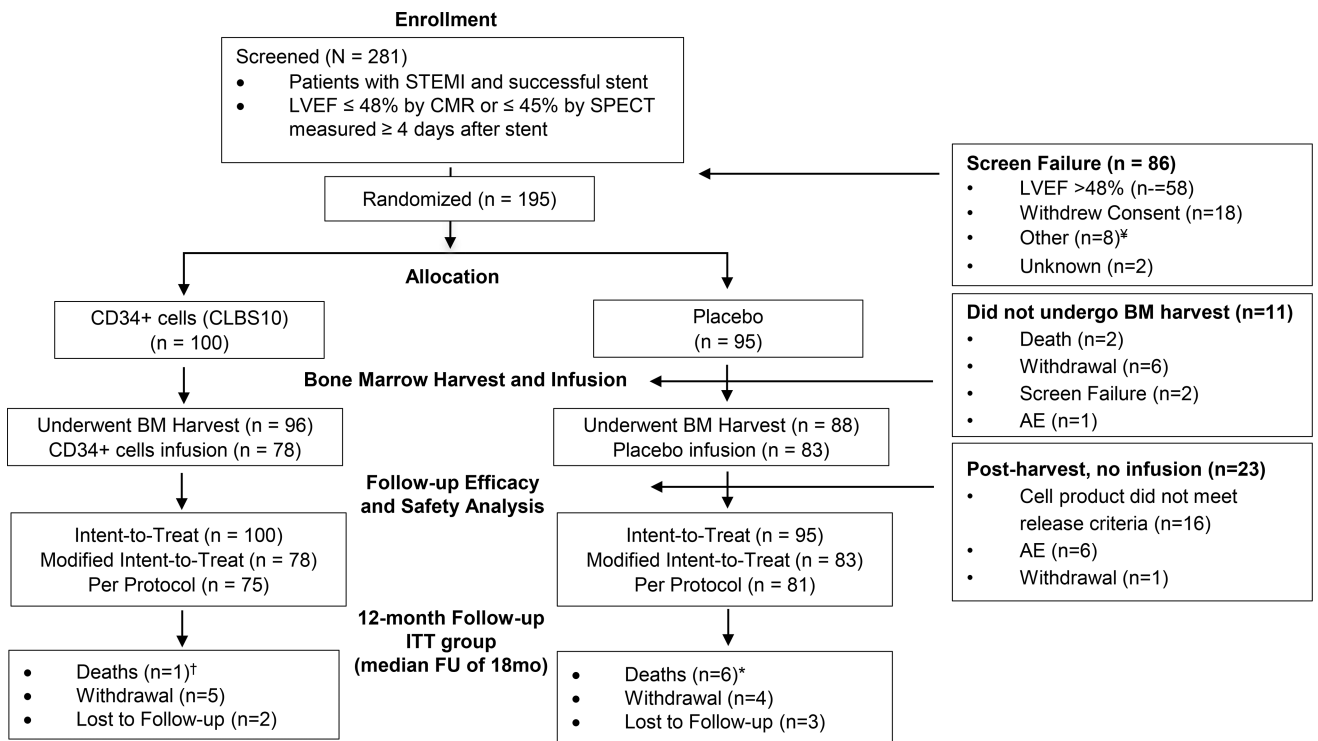 Enrollment
Screened (N = 281)
• Patients with STEMI and successful stent
• LVEF ≤ 48% by CMR or ≤ 45% by SPECT
measured ≥ 4 days after stent
Randomized (n = 195)
Screen Failure (n = 86)
• LVEF >48% (n-=58)
• Withdrew Consent (n=18)
• Other (n=8)¥
• Unknown (n=2)
Allocation
CD34+ cells (CLBS10)
(n = 100)
Placebo
(n = 95)
Did not undergo BM harvest (n=11)
• Death (n=2)
• Withdrawal (n=6)
• Screen Failure (n=2)
• AE (n=1)
Bone Marrow Harvest and Infusion
Underwent BM Harvest (n = 96)
CD34+ cells infusion (n = 78)
Underwent BM Harvest (n = 88)
Placebo infusion (n = 83)
Post-harvest, no infusion (n=23)
• Cell product did not meet
release criteria (n=16)
• AE (n=6)
• Withdrawal (n=1)
Follow-up Efficacy
and Safety Analysis
Intent-to-Treat (n = 100)
Modified Intent-to-Treat (n = 78)
Per Protocol (n = 75)
Intent-to-Treat (n = 95)
Modified Intent-to-Treat (n = 83)
Per Protocol (n = 81)
12-month Follow-up
ITT group
(median FU of 18mo)
• Deaths (n=1)†
• Withdrawal (n=5)
• Lost to Follow-up (n=2)
• Deaths (n=6)*
• Withdrawal (n=4)
• Lost to Follow-up (n=3)